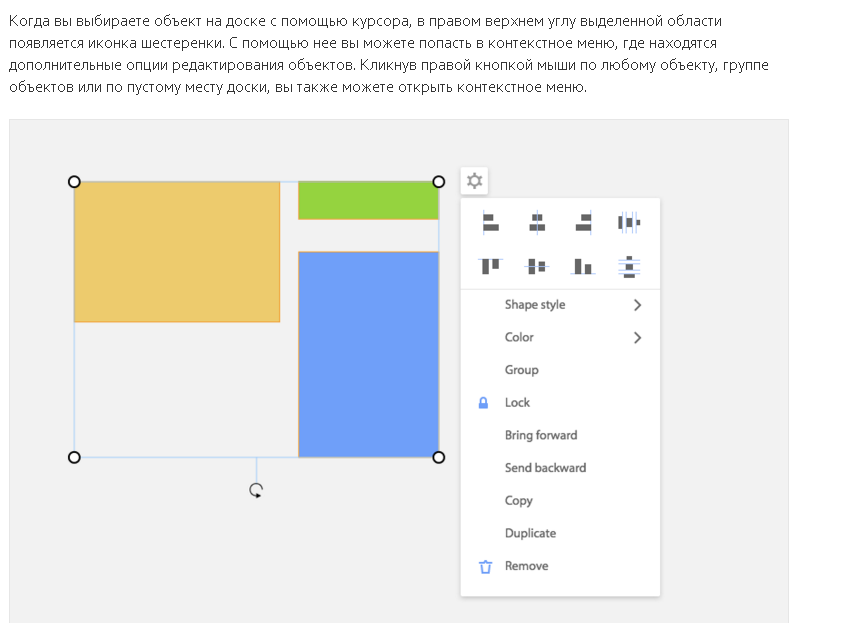 Когда вы выбираете объект на доске с помощью курсора, в правом верхнем углу выделенной области
появляется иконка шестеренки. С помощью нее вы можете попасть в контекстное меню, где находятся
дополнительные опции редактирования объектов. Кликнув правой кнопкой мыши по любому объекту, группе
объектов или по пустому месту доски, вы также можете открыть контекстное меню.
Shape style
Color
Group
Lock
Bring forward
Send backward
Copy
Duplicate
Remove